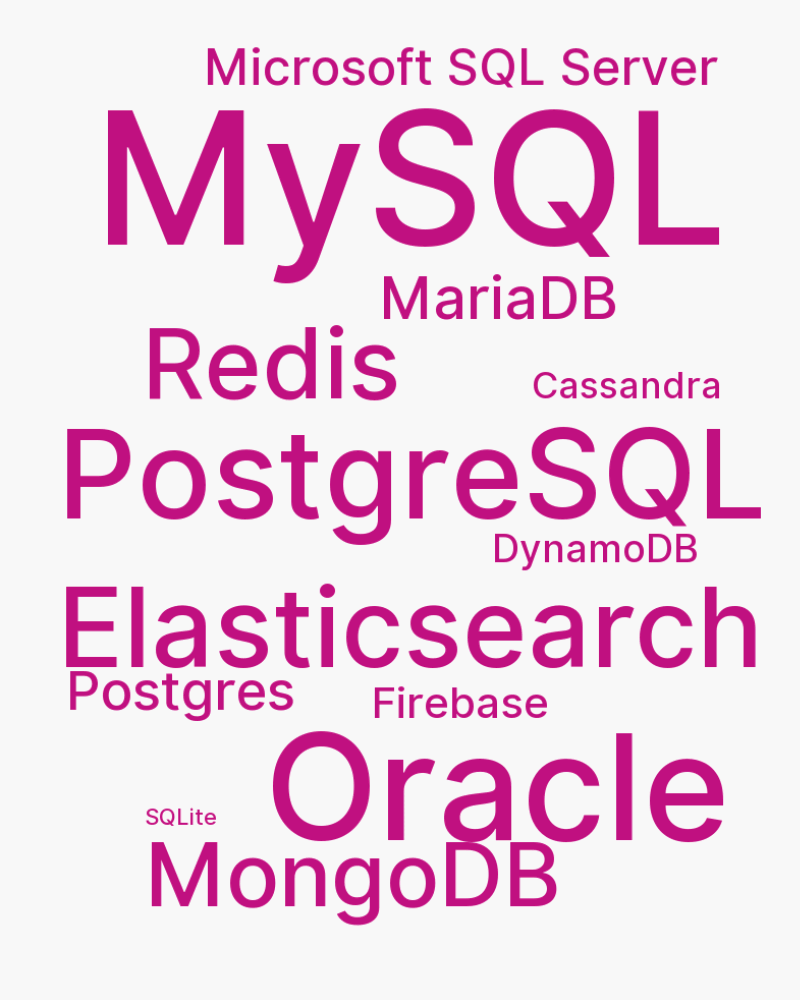 Microsoft SQL Server
MySQL
MariaDB
Redis
Cassandra
PostgreSQL
DynamoDB
Elasticsearch
Postgres
Firebase
Oracle
SQLite
MongoDB